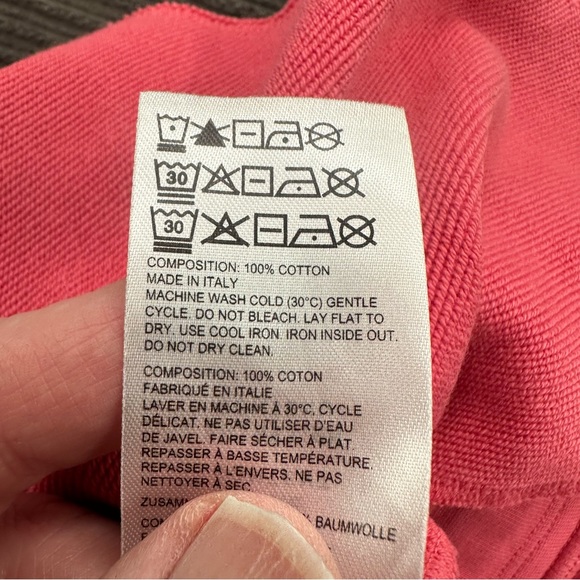 30
30
COMPOSITION: 100% COTTON
MADE IN ITALY
MACHINE WASH COLD (30°C) GENTLE
CYCLE. DO NOT BLEACH. LAY FLAT TO
DRY. USE COOL IRON. IRON INSIDE OUT.
DO NOT DRY CLEAN.
COMPOSITION: 100% COTON
FABRIQUÉ EN ITALIE
LAVER EN MACHINE À 30°C, CYCLE
DÉLICAT. NE PAS UTILISER D'EAU
DE JAVEL. FAIRE SÉCHER À PLAT
REPASSER À BASSE TEMPÉRATURE.
REPASSER À L'ENVERS. NE PAS
NETTOYER À SEC.
BAUMWOLLE